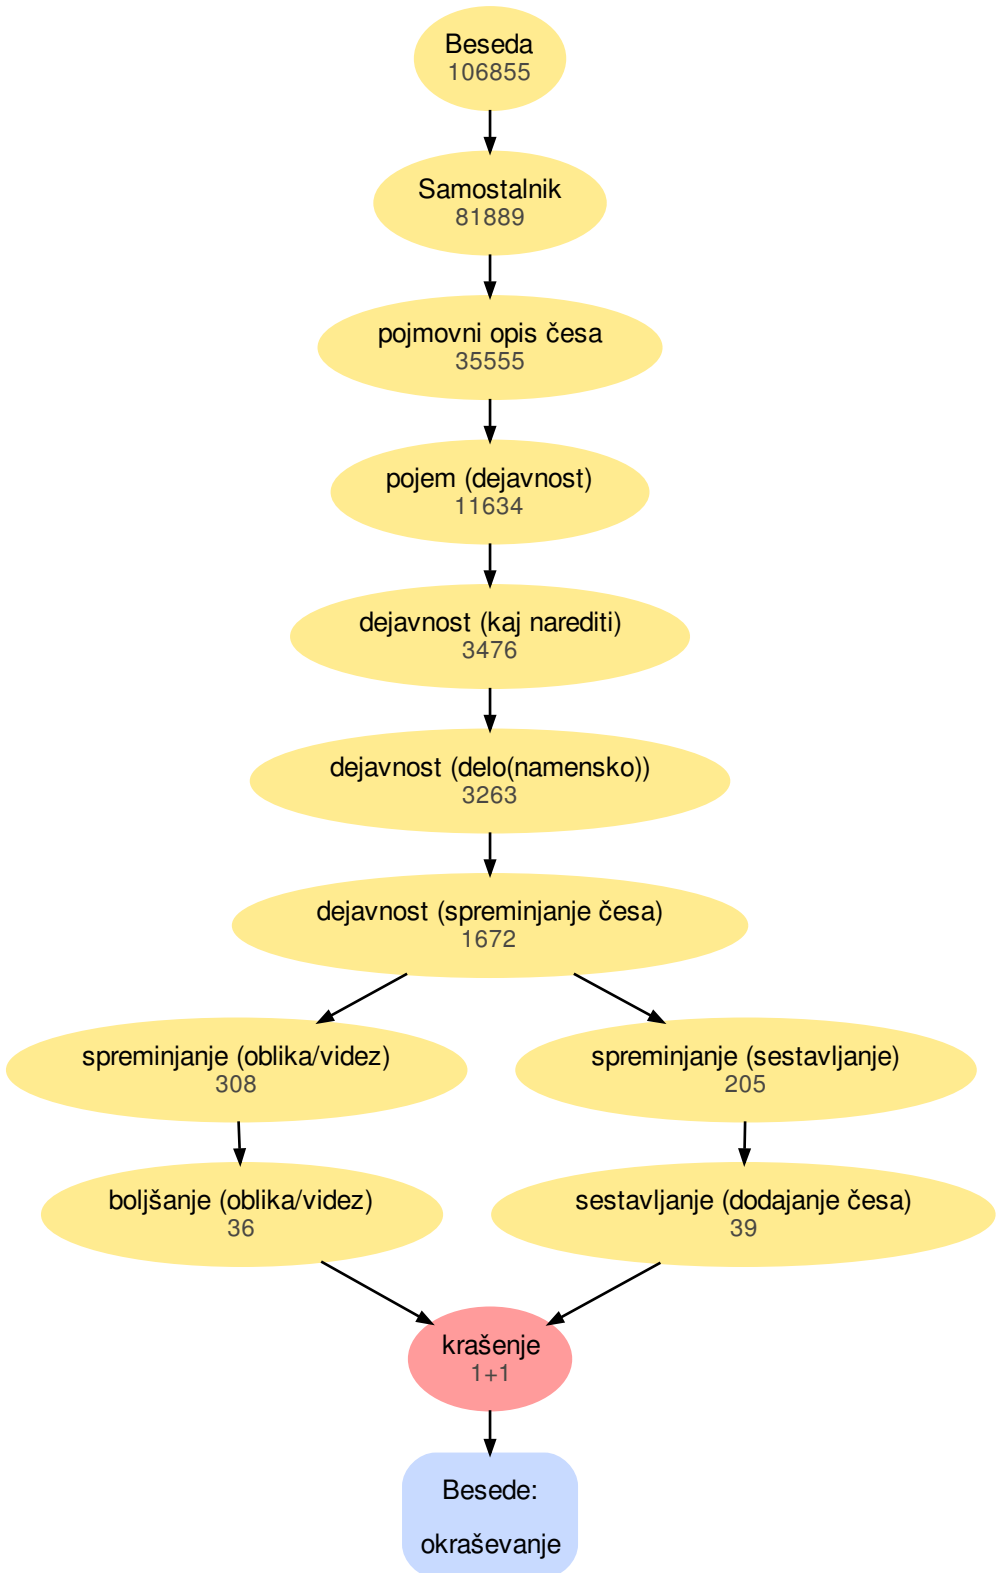 Beseda
106855
Samostalnik
81889
pojmovni opis česa
35555
pojem (dejavnost)
11634
dejavnost (kaj narediti)
3476
dejavnost (delo(namensko))
3263
dejavnost (spreminjanje česa)
1672
spreminjanje (oblika/videz)
308
spreminjanje (sestavljanje)
205
boljšanje (oblika/videz)
36
sestavljanje (dodajanje česa)
39
krašenje
1+1
Besede:
okraševanje